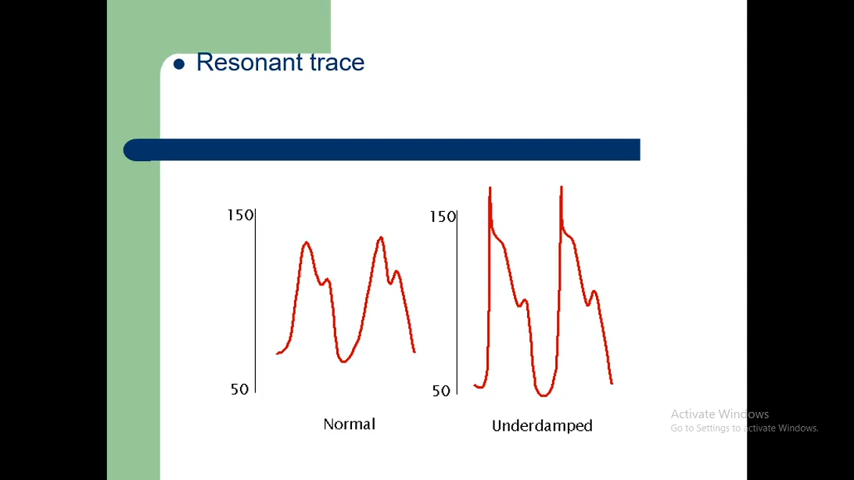 Resonant trace
150
150
50
50
Normal
Underdamped
Activate Windows
Go to Settings to activate Windows.